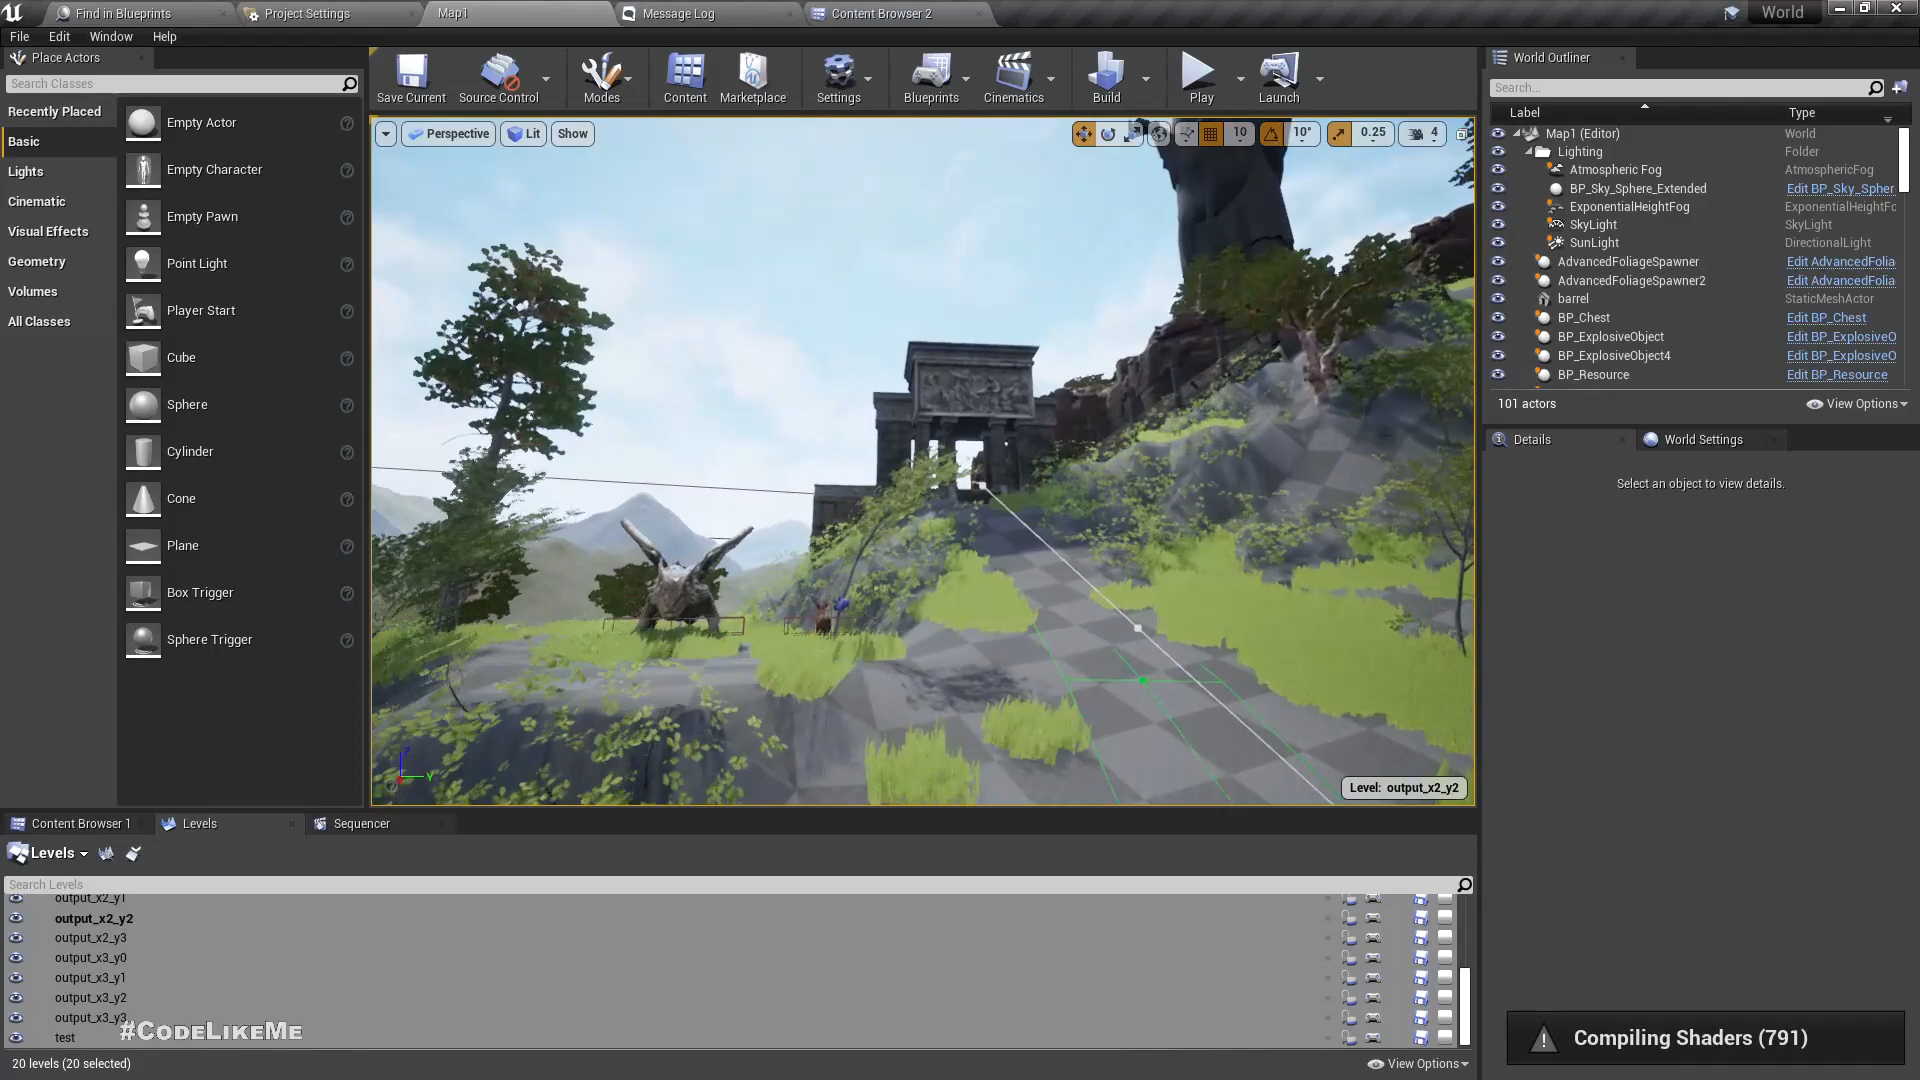 Find in Blueprints
Project Settings
Map1
Message Log
Content Browser 2
World
File
Edit
Window
Help
Place Actors
Search Classes
Recently Placed
Basic
Lights
Cinematic
Visual Effects
Geometry
Volumes
All Classes
Empty Actor
Empty Character
Empty Pawn
Point Light
Player Start
Cube
Sphere
Cylinder
Cone
Plane
Box Trigger
Sphere Trigger
Save Current
Source Control
Modes
Content
Marketplace
Settings
Blueprints
Cinematics
Build
Play
Launch
Perspective
Lit
Show
10
10°
0.25
4
Z
Y
Level: output_x2_y2
World Outliner
Search...
Label
Type
Map1 (Editor)
World
Lighting
Folder
Atmospheric Fog
AtmosphericFog
BP_Sky_Sphere_Extended
Edit BP_Sky_Spher
ExponentialHeightFog
ExponentialHeightFc
SkyLight
SkyLight
SunLight
DirectionalLight
AdvancedFoliageSpawner
Edit AdvancedFolia
AdvancedFoliageSpawner2
Edit AdvancedFolia
barrel
StaticMeshActor
BP_Chest
Edit BP_Chest
BP_ExplosiveObject
Edit BP_ExplosiveO
BP_ExplosiveObject4
Edit BP_ExplosiveO
BP_Resource
Edit BP_Resource
101 actors
View Options
Details
World Settings
Select an object to view details.
Content Browser 1
Levels
Sequencer
Levels
Search Levels
output_x2_y1
output_x2_y2
output_x2_y3
output_x3_y0
output_x3_y1
output_x3_y2
output_x3_y3
test
#CodeLikeMe
20 levels (20 selected)
View Options
Compiling Shaders (791)